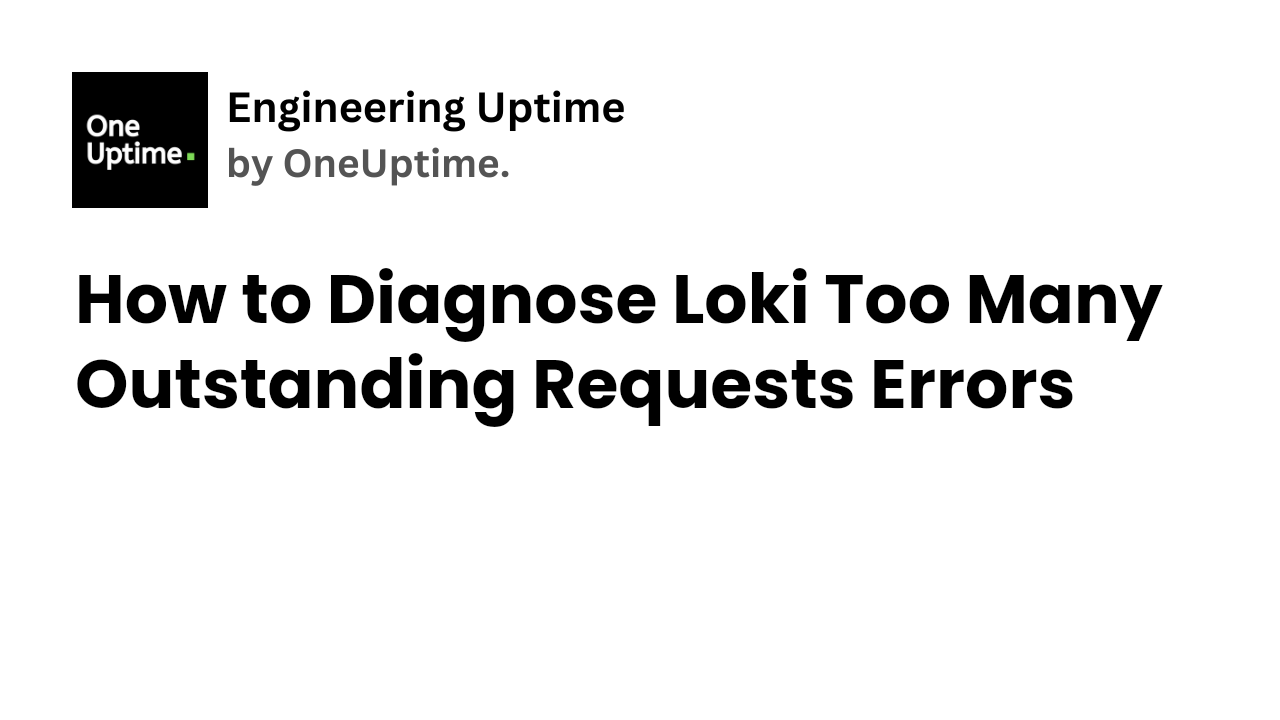 One
Uptime.
Engineering Uptime
by OneUptime.
How to Diagnose Loki Too Many
Outstanding Requests Errors